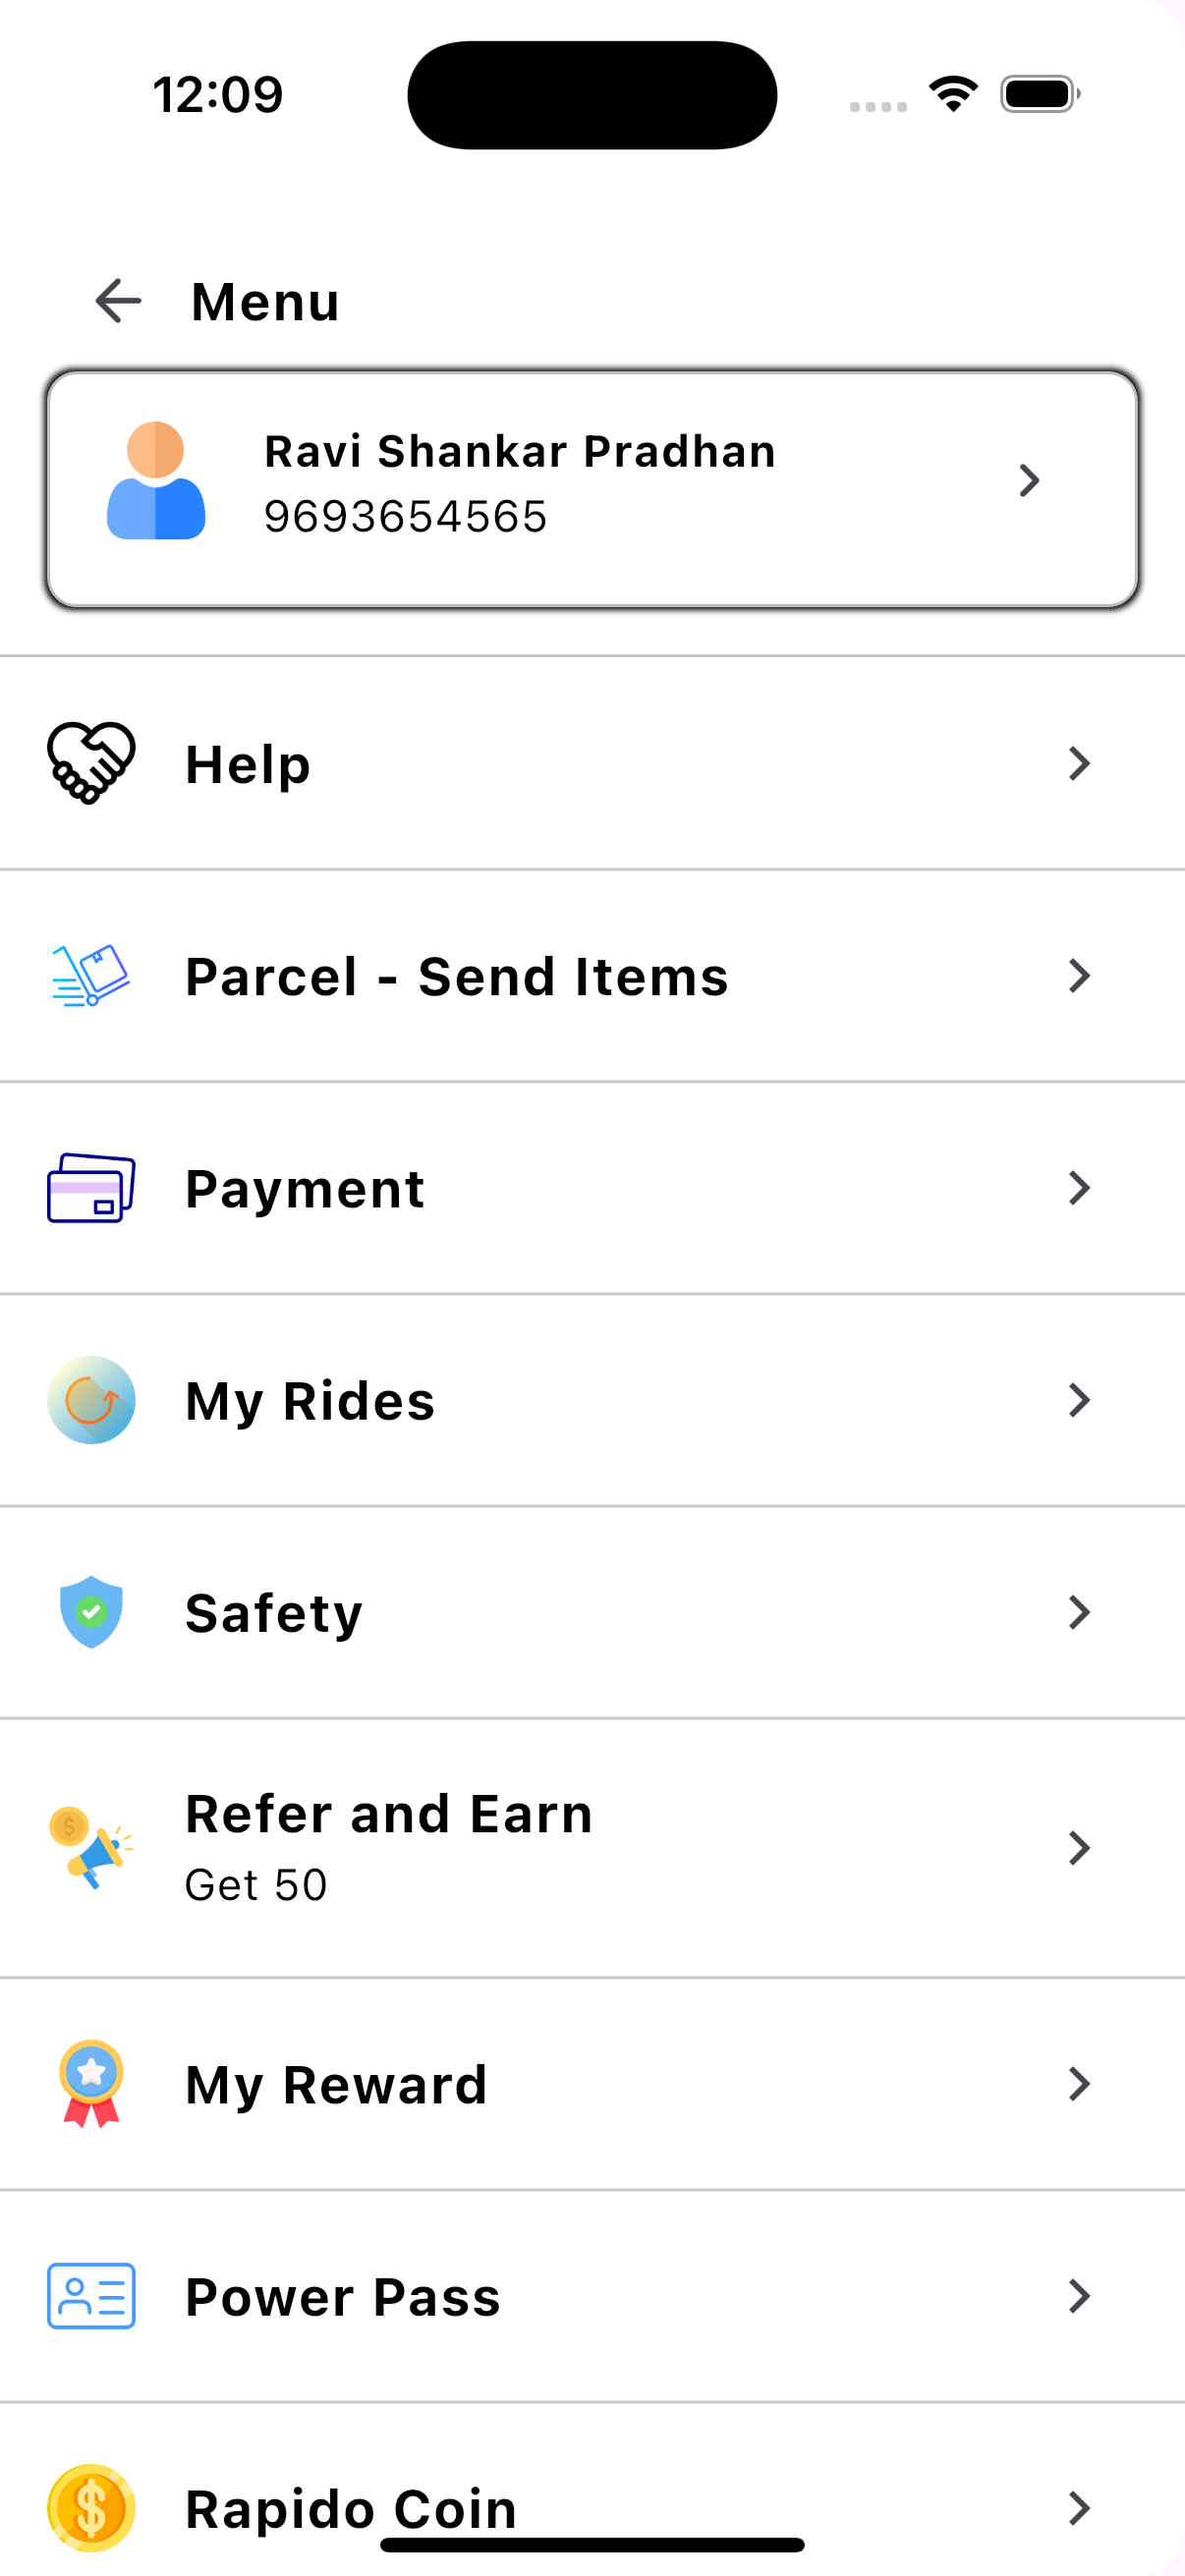 12:09
Menu
Ravi Shankar Pradhan
9693654565
Help
Parcel - Send Items
Payment
My Rides
Safety
Refer and Earn
Get 50
My Reward
Power Pass
Rapido Coin